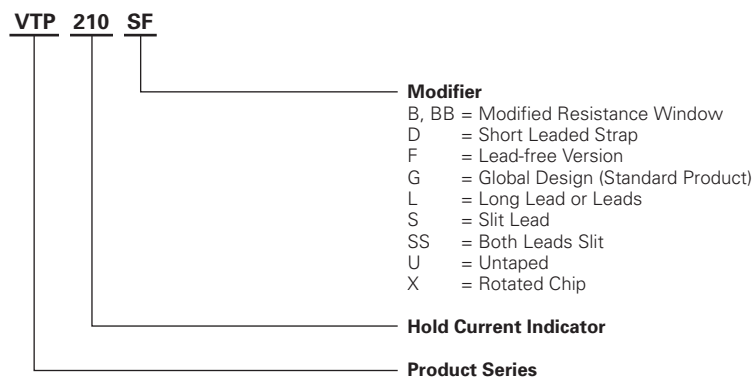 VTP 210 SF
Modifier
B, BB = Modified Resistance Window
D = Short Leaded Strap
F = Lead-free Version
G = Global Design (Standard Product)
L = Long Lead or Leads
S = Slit Lead
SS = Both Leads Slit
U = Untaped
X = Rotated Chip
Hold Current Indicator
Product Series